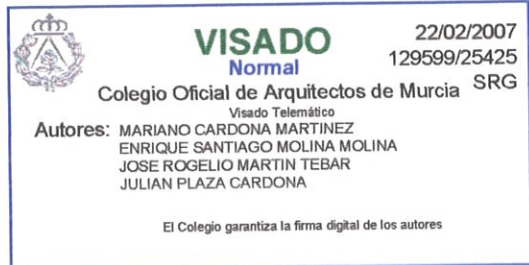 VISADO
Normal
22/02/2007
129599/25425
SRG
Colegio Oficial de Arquitectos de Murcia
Visado Telemático
Autores: MARIANO CARDONA MARTINEZ
ENRIQUE SANTIAGO MOLINA MOLINA
JOSE ROGELIO MARTIN TEBAR
JULIAN PLAZA CARDONA
El Colegio garantiza la firma digital de los autores